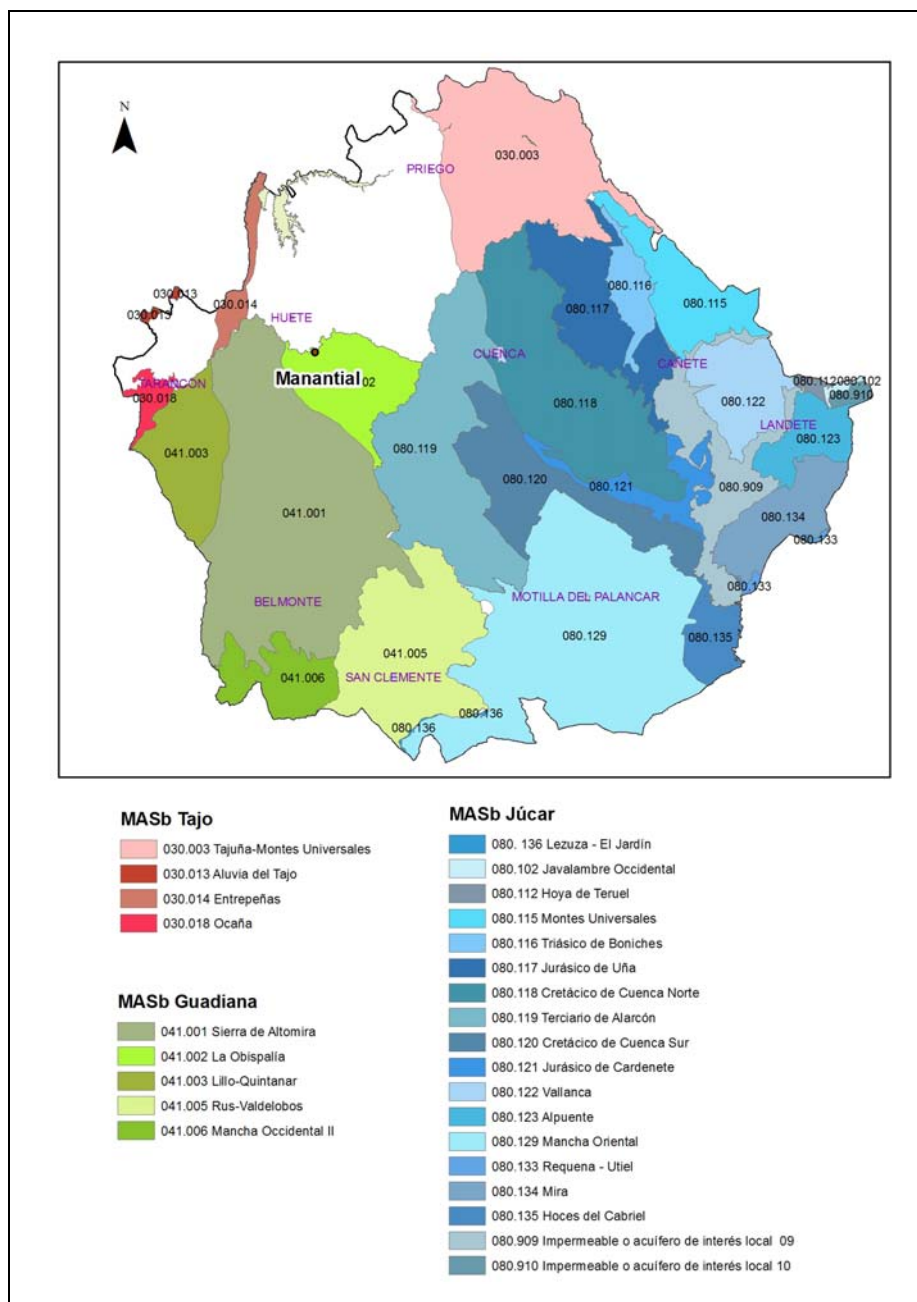 N
030.003
PRIEGO
030.013
030.014
030.013
HUETE
080.116
080.115
080.117
CUENCA
CAÑETE
TARANCON
030.018
Manantial
02
080.112
080.102
080.910
080.122
080.118
LANDETE
080.123
041.003
080.119
080.120
080.121
080.909
041.001
080.134
080.133
080.133
BELMONTE
MOTILLA DEL PALANCAR
080.129
080.135
041.005
041.006
SAN CLEMENTE
080.136
080.136
MASb Tajo
030.003 Tajuña-Montes Universales
030.013 Aluvia del Tajo
030.014 Entrepeñas
030.018 Ocaña
MASb Guadiana
041.001 Sierra de Altomira
041.002 La Obispalía
041.003 Lillo-Quintanar
041.005 Rus-Valdelobos
041.006 Mancha Occidental II
MASb Júcar
080. 136 Lezuza - El Jardín
080.102 Javalambre Occidental
080.112 Hoya de Teruel
080.115 Montes Universales
080.116 Triásico de Boniches
080.117 Jurásico de Uña
080.118 Cretácico de Cuenca Norte
080.119 Terciario de Alarcón
080.120 Cretácico de Cuenca Sur
080.121 Jurásico de Cardenete
080.122 Vallanca
080.123 Alpuente
080.129 Mancha Oriental
080.133 Requena - Utiel
080.134 Mira
080.135 Hoces del Cabriel
080.909 Impermeable o acuífero de interés local 09
080.910 Impermeable o acuífero de interés local 10